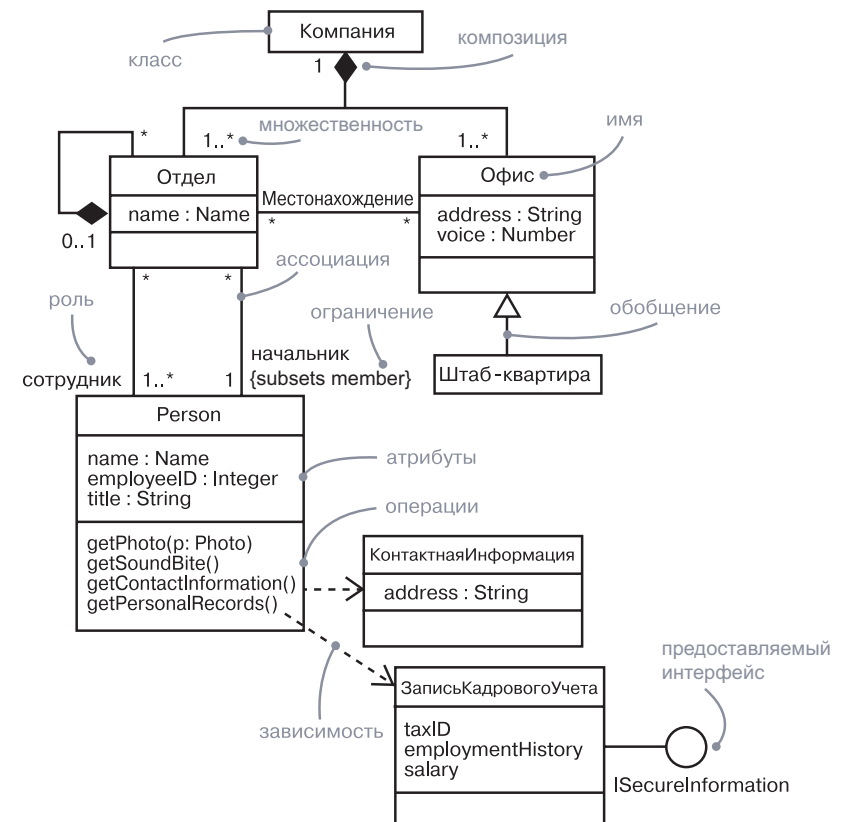 Компания
класс
композиция
1
множественность
1..*
1..*
имя
*
Отдел
Офис
name : Name
Местонахождение
address : String
voice : Number
*
*
0..1
*
*
ассоциация
роль
ограничение
обобщение
сотрудник
1..*
1
начальник
{subsets member}
Штаб-квартира
Person
name : Name
employeeID : Integer
title : String
атрибуты
операции
getPhoto(p: Photo)
getSoundBite()
getContactInformation()
getPersonalRecords()
КонтактнаяИнформация
address : String
предоставляемый
интерфейс
ЗаписьКадровогоУчета
зависимость
taxID
employmentHistory
salary
ISecureInformation